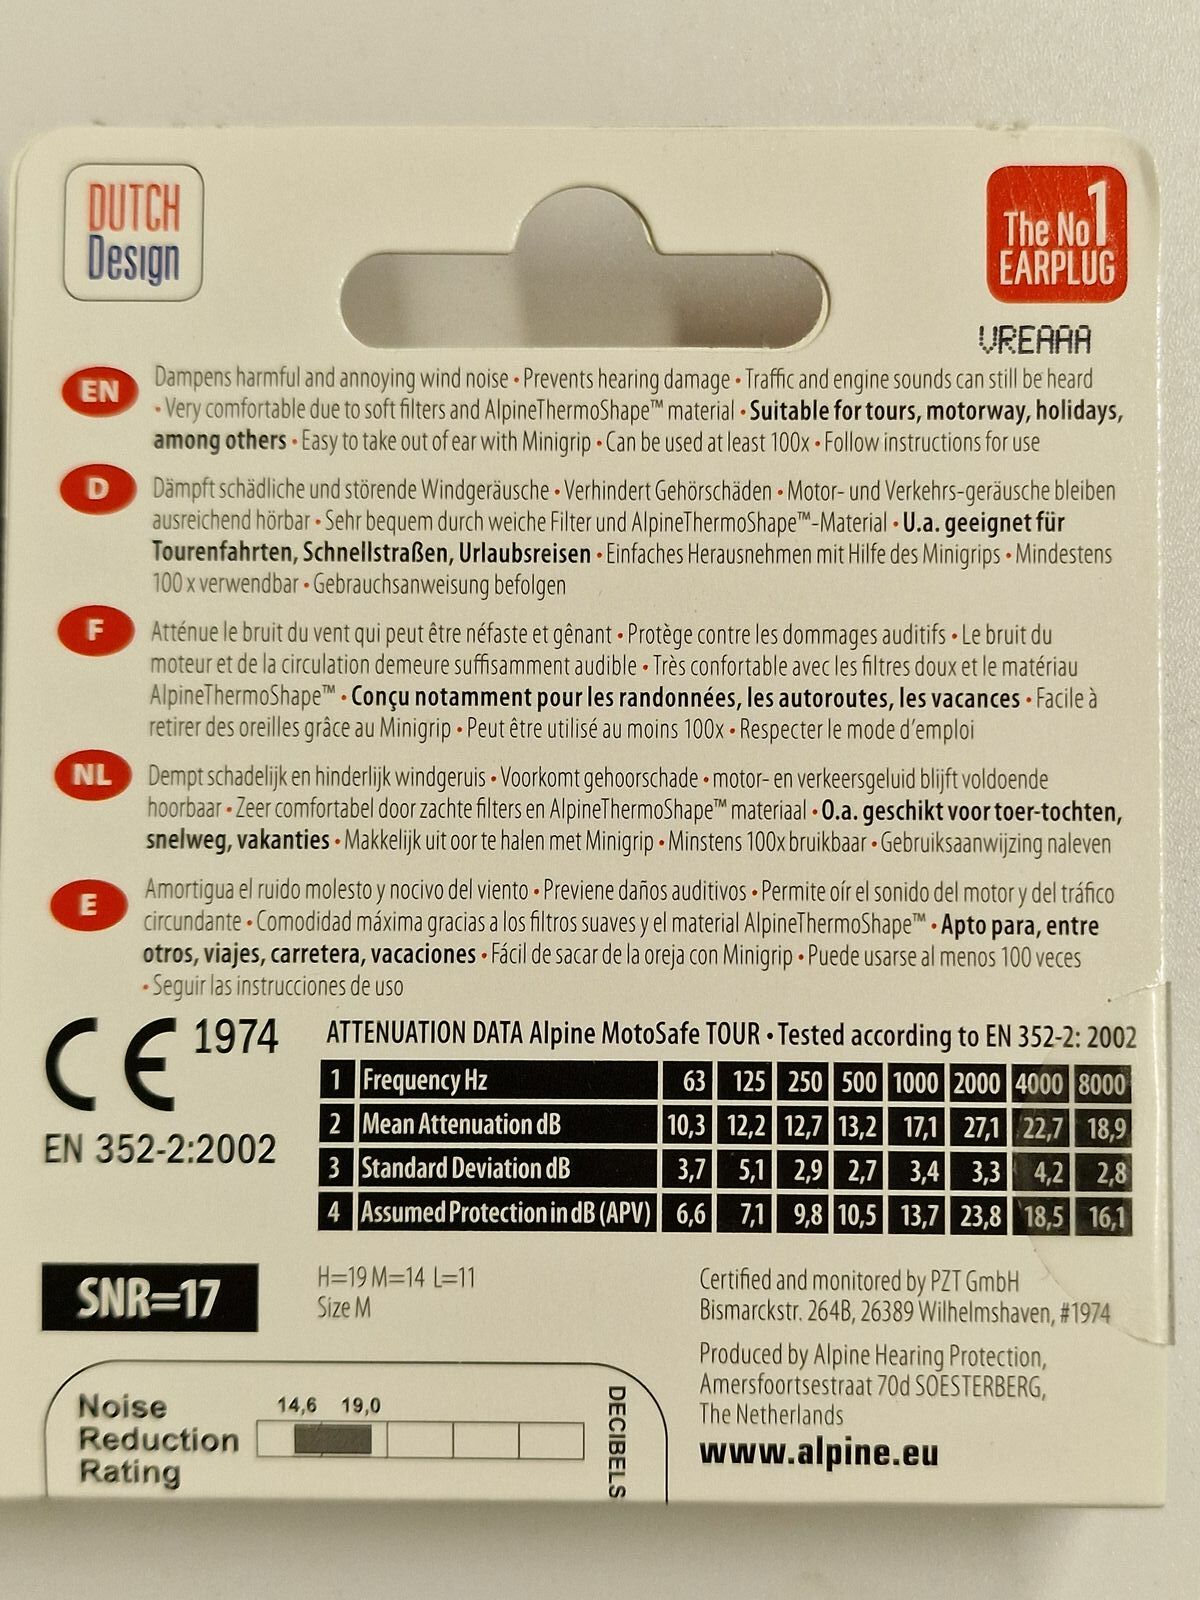 DUTCH
Design
The No 1
EARPLUG
VREAAA
EN
Dampens harmful and annoying wind noise • Prevents hearing damage • Traffic and engine sounds can still be heard
• Very comfortable due to soft filters and AlpineThermoShape™ material • Suitable for tours, motorway, holidays,
among others • Easy to take out of ear with Minigrip • Can be used at least 100x • Follow instructions for use
D
Dämpft schädliche und störende Windgeräusche • Verhindert Gehörschäden • Motor- und Verkehrs-geräusche bleiben
ausreichend hörbar • Sehr bequem durch weiche Filter und AlpineThermoShape™-Material • U.a. geeignet für
Tourenfahrten, Schnellstraßen, Urlaubsreisen • Einfaches Herausnehmen mit Hilfe des Minigrips • Mindestens
100 x verwendbar • Gebrauchsanweisung befolgen
F
Atténue le bruit du vent qui peut être néfaste et gênant • Protège contre les dommages auditifs • Le bruit du
moteur et de la circulation demeure suffisamment audible • Très confortable avec les filtres doux et le matériau
AlpineThermoShape™ • Conçu notamment pour les randonnées, les autoroutes, les vacances • Facile à
retirer des oreilles grâce au Minigrip • Peut être utilisé au moins 100x • Respecter le mode d'emploi
NL
Dempt schadelijk en hinderlijk windgeruis • Voorkomt gehoorschade • motor- en verkeersgeluid blijft voldoende
hoorbaar • Zeer comfortabel door zachte filters en AlpineThermoShape™ materiaal • O.a. geschikt voor toer-tochten,
snelweg, vakanties • Makkelijk uit oor te halen met Minigrip • Minstens 100x bruikbaar • Gebruiksaanwijzing naleven
E
Amortigua el ruido molesto y nocivo del viento • Previene daños auditivos • Permite oír el sonido del motor y del tráfico
circundante • Comodidad máxima gracias a los filtros suaves y el material AlpineThermoShape™ • Apto para, entre
otros, viajes, carretera, vacaciones • Fácil de sacar de la oreja con Minigrip • Puede usarse al menos 100 veces
• Seguir las instrucciones de uso
CE 1974
EN 352-2:2002
ATTENUATION DATA Alpine MotoSafe TOUR • Tested according to EN 352-2: 2002
1 Frequency Hz 63 125 250 500 1000 2000 4000 8000
2 Mean Attenuation dB 10,3 12,2 12,7 13,2 17,1 27,1 22,7 18,9
3 Standard Deviation dB 3,7 5,1 2,9 2,7 3,4 3,3 4,2 2,8
4 Assumed Protection in dB (APV) 6,6 7,1 9,8 10,5 13,7 23,8 18,5 16,1
SNR=17
H=19 M=14 L=11
Size M
Certified and monitored by PZT GmbH
Bismarckstr. 264B, 26389 Wilhelmshaven, #1974
Produced by Alpine Hearing Protection,
Amersfoortsestraat 70d SOESTERBERG,
The Netherlands
www.alpine.eu
Noise
Reduction
Rating
14,6 19,0
DECIBELS